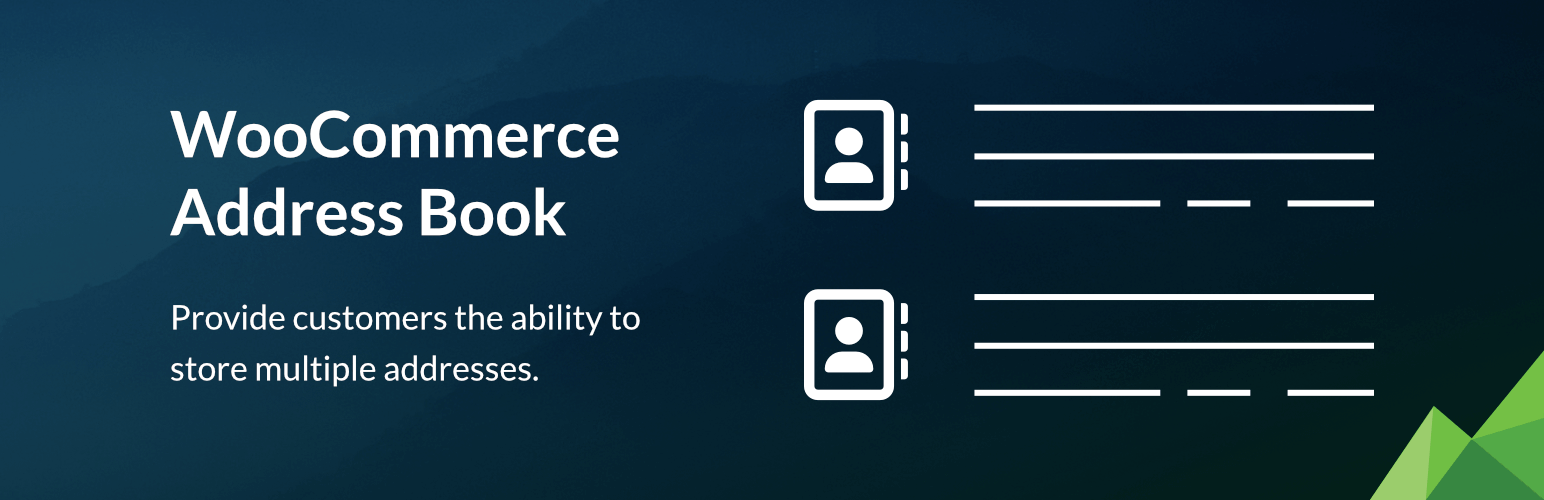 WooCommerce
Address Book
Provide customers the ability to
store multiple addresses.